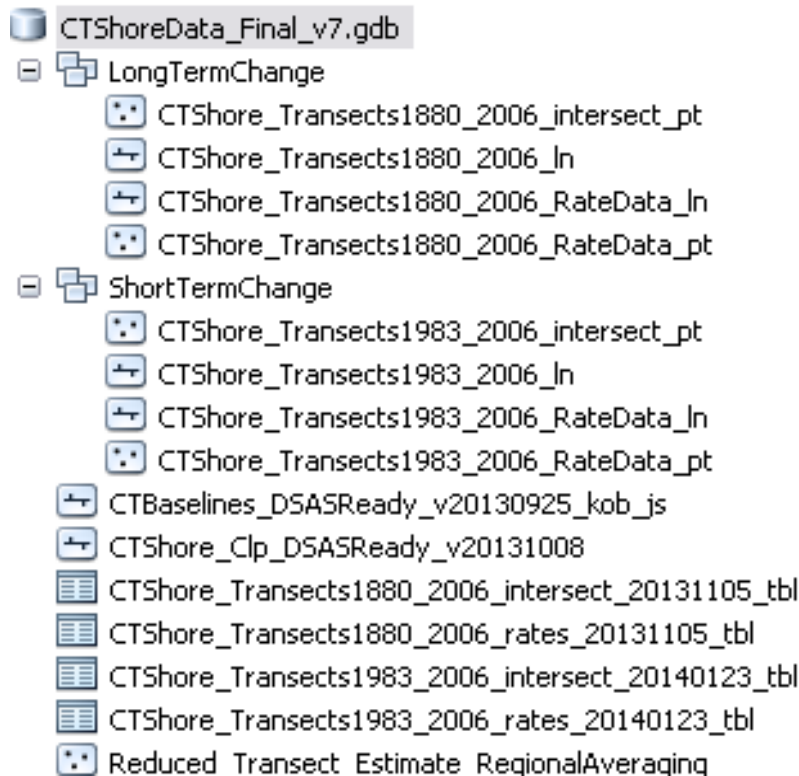 CTShoreData_Final_v7.gdb
LongTermChange
CTShore_Transects1880_2006_intersect_pt
CTShore_Transects1880_2006_ln
CTShore_Transects1880_2006_RateData_ln
CTShore_Transects1880_2006_RateData_pt
ShortTermChange
CTShore_Transects1983_2006_intersect_pt
CTShore_Transects1983_2006_ln
CTShore_Transects1983_2006_RateData_ln
CTShore_Transects1983_2006_RateData_pt
CTBaselines_DSASReady_v20130925_kob_js
CTShore_Clp_DSASReady_v20131008
CTShore_Transects1880_2006_intersect_20131105_tbl
CTShore_Transects1880_2006_rates_20131105_tbl
CTShore_Transects1983_2006_intersect_20140123_tbl
CTShore_Transects1983_2006_rates_20140123_tbl
Reduced_Transect_Estimate_RegionalAveraging